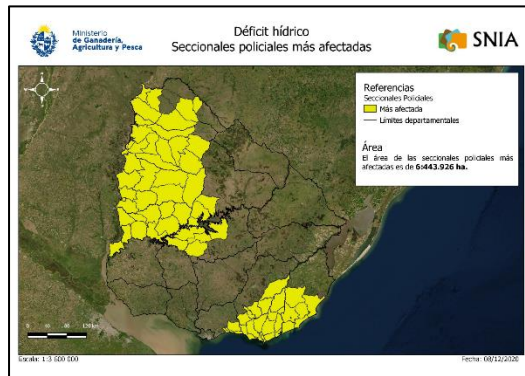 Ministerio
de Ganadería,
Agricultura y Pesca
Déficit hídrico
Seccionales policiales más afectadas
SNIA
Referencias
Seccionales Policiales
Más afectada
Límites departamentales
Área
El área de las seccionales policiales más
afectadas es de 6:443.926 ha.
Escala: 1:3 600 000
Fecha: 08/12/2020